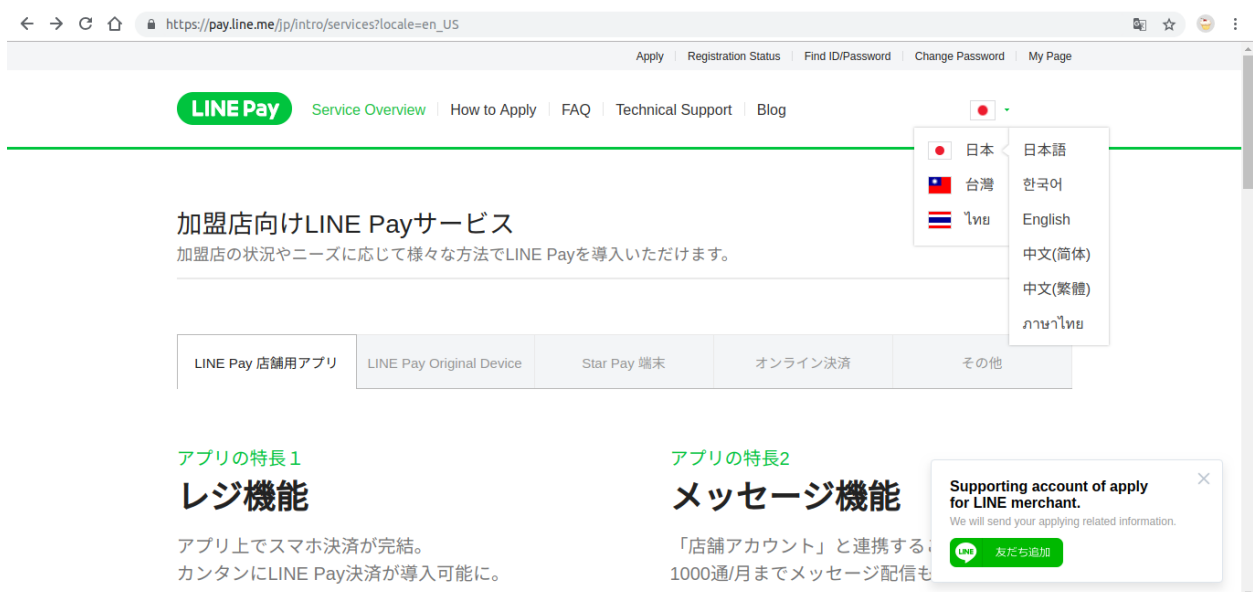 https://pay.line.me/jp/intro/services?locale=en_US
Apply Registration Status Find ID/Password Change Password My Page
LINE Pay Service Overview How to Apply FAQ Technical Support Blog
日本 日本語
台湾 한국어
ไทย English
中文(简体)
中文(繁體)
ภาษาไทย
加盟店向けLINE Payサービス
加盟店の状況やニーズに応じて様々な方法でLINE Payを導入いただけます。
LINE Pay 店舗用アプリ LINE Pay Original Device Star Pay 端末 オンライン決済 その他
アプリの特長１ アプリの特長2
レジ機能 メッセージ機能
アプリ上でスマホ決済が完結。 「店舗アカウント」と連携する
カンタンにLINE Pay決済が導入可能に。 1000通/月までメッセージ配信も
Supporting account of apply
for LINE merchant.
We will send your applying related information.
LINE 友だち追加